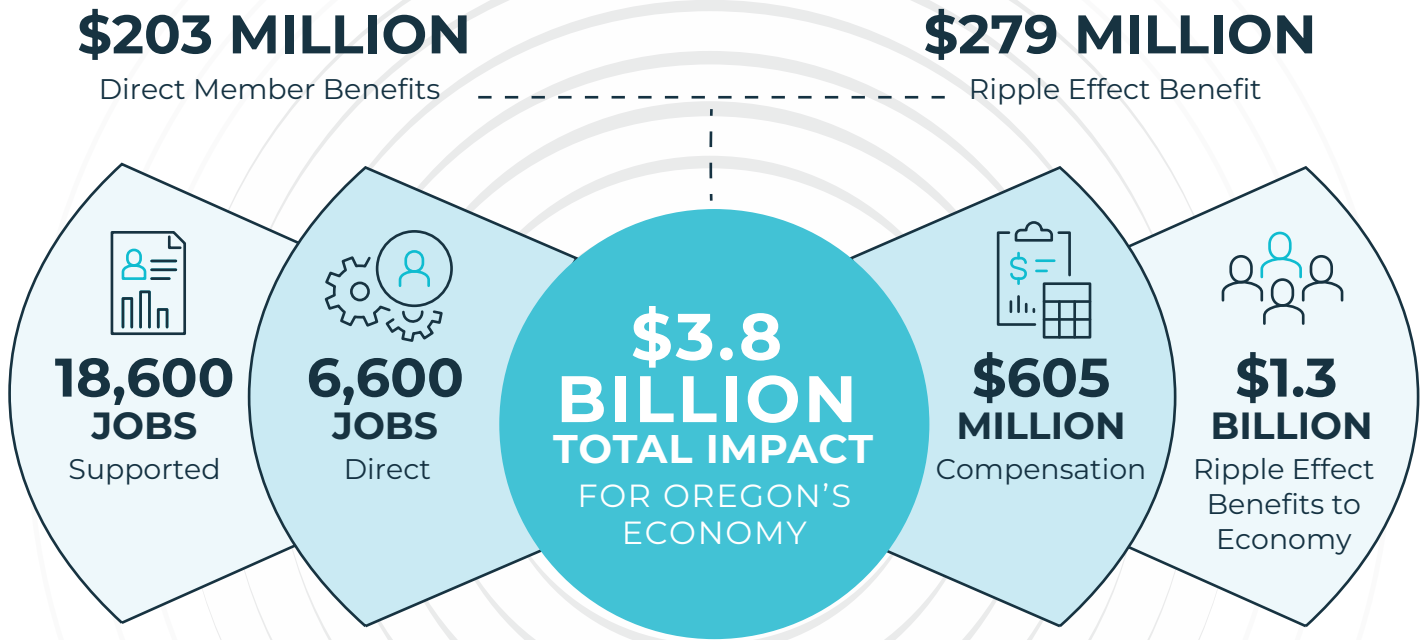 $203 MILLION
Direct Member Benefits
$279 MILLION
Ripple Effect Benefit
18,600
JOBS
Supported
6,600
JOBS
Direct
$3.8
BILLION
TOTAL IMPACT
FOR OREGON'S
ECONOMY
$605
MILLION
Compensation
$1.3
BILLION
Ripple Effect
Benefits to
Economy